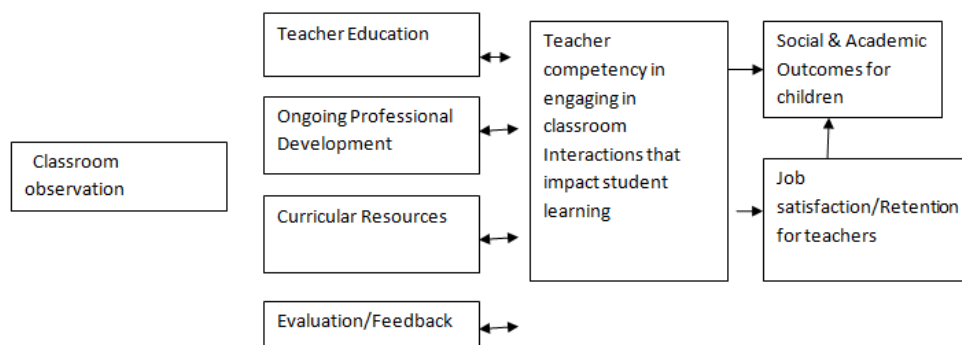 Classroom
observation
Teacher Education
Ongoing Professional
Development
Curricular Resources
Evaluation/Feedback
Teacher
competency in
engaging in
classroom
Interactions that
impact student
learning
Social & Academic
Outcomes for
children
Job
satisfaction/Retention
for teachers